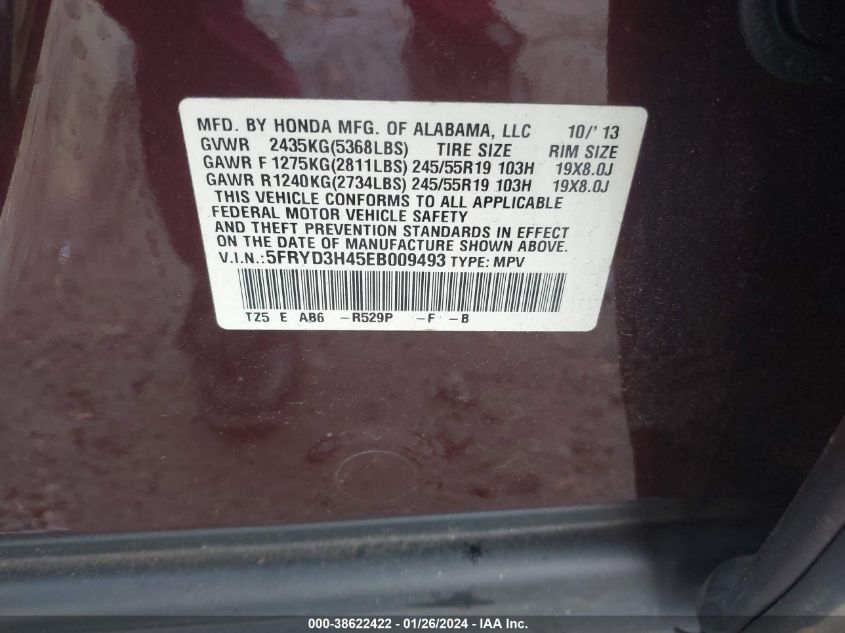 MFD. BY HONDA MFG. OF ALABAMA, LLC 10/'13
GVWR 2435KG(5368LBS) TIRE SIZE RIM SIZE
GAWR F 1275KG(2811LBS) 245/55R19 103H 19X8.0J
GAWR R1240KG(2734LBS) 245/55R19 103H 19X8.0J
THIS VEHICLE CONFORMS TO ALL APPLICABLE
FEDERAL MOTOR VEHICLE SAFETY
AND THEFT PREVENTION STANDARDS IN EFFECT
ON THE DATE OF MANUFACTURE SHOWN ABOVE.
V.I.N.:5FRYD3H45EB009493 TYPE: MPV
TZ5 E AB6 -R529P -F -B
000-38622422 - 01/26/2024 - IAA Inc.